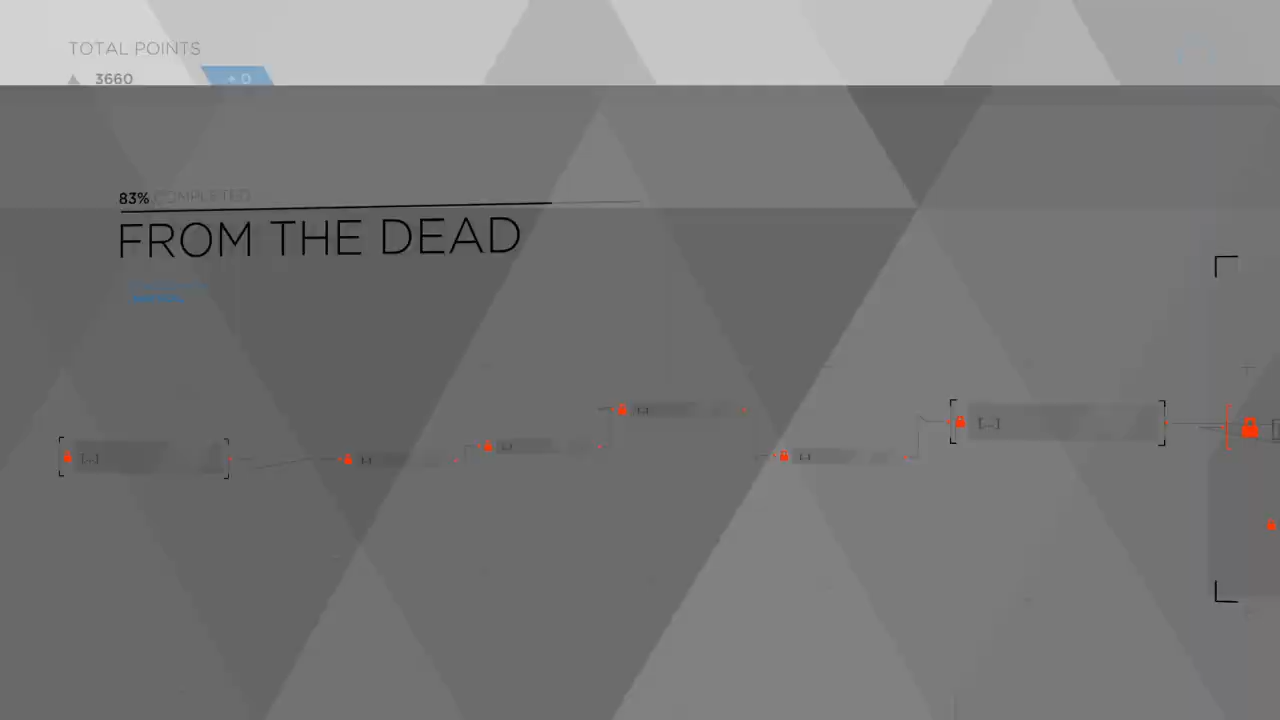 TOTAL POINTS
3660 + 0
83% COMPLETED
FROM THE DEAD
[...]
[...]
[...]
[...]
[...]
[...]